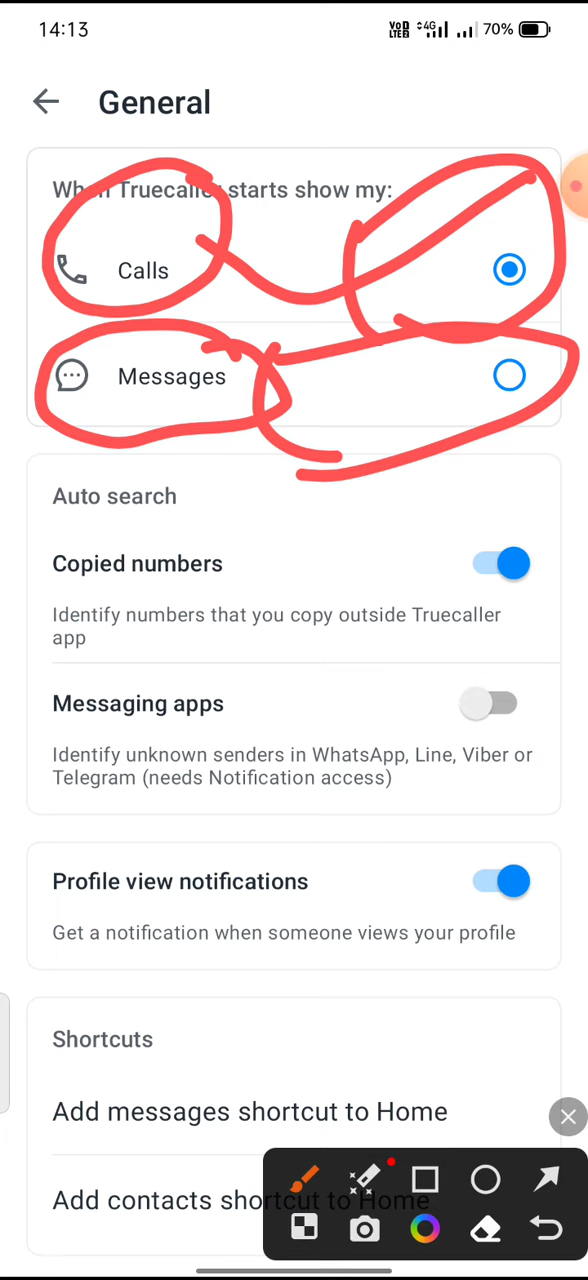 14:13
VoD LTE2 4G 70%
General
When Truecaller starts show my:
Calls
Messages
Auto search
Copied numbers
Identify numbers that you copy outside Truecaller
app
Messaging apps
Identify unknown senders in WhatsApp, Line, Viber or
Telegram (needs Notification access)
Profile view notifications
Get a notification when someone views your profile
Shortcuts
Add messages shortcut to Home
Add contacts shortcut to Home